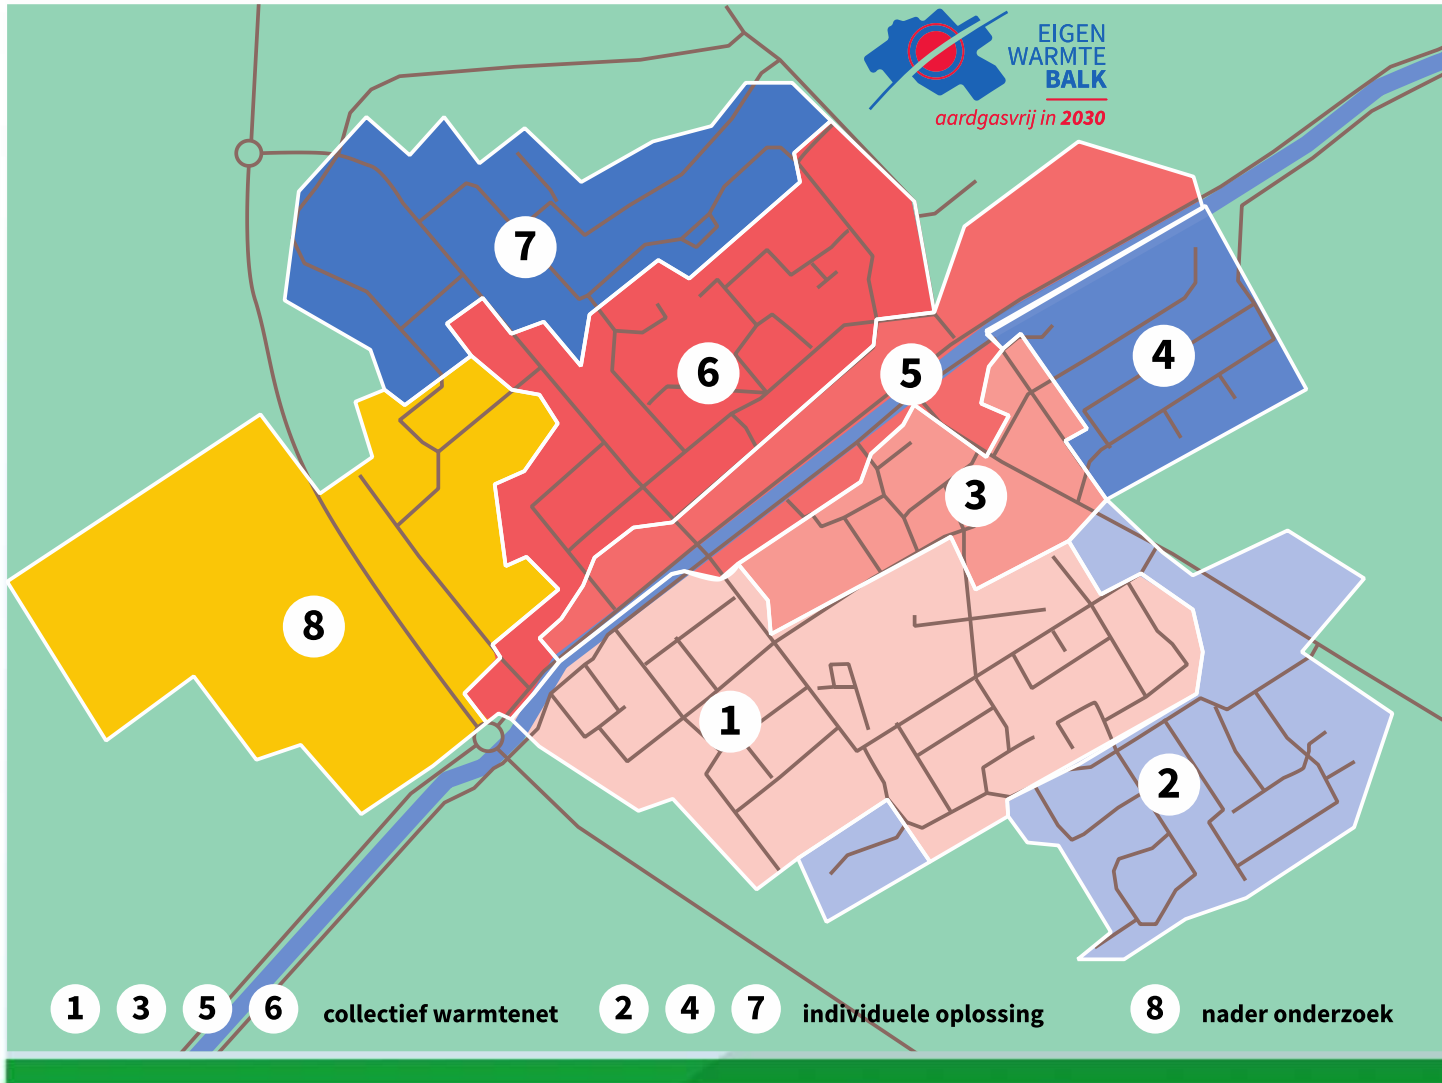 EIGEN
WARMTE
BALK
aardgasvrij in 2030
7
6
5
4
3
8
1
2
1 3 5 6 collectief warmtenet 2 4 7 individuele oplossing 8 nader onderzoek